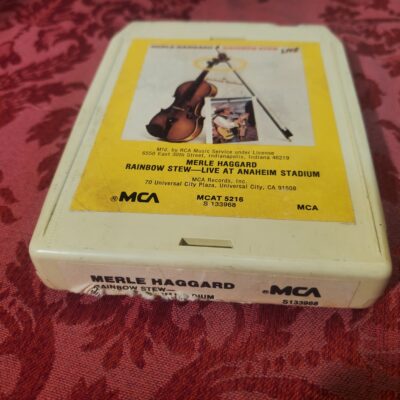 MERLE HAGGARD RAINBOW STEW LIVE
Mfg. by RCA Music Service under License
6550 East 30th Street, Indianapolis, Indiana 46219
MERLE HAGGARD
RAINBOW STEW—LIVE AT ANAHEIM STADIUM
MCA Records, Inc.
70 Universal City Plaza, Universal City, CA 91608
®MCA
MCAT 5216
S 133968
MCA
MERLE HAGGARD
RAINBOW STEW—
STADIUM
®MCA
S133968